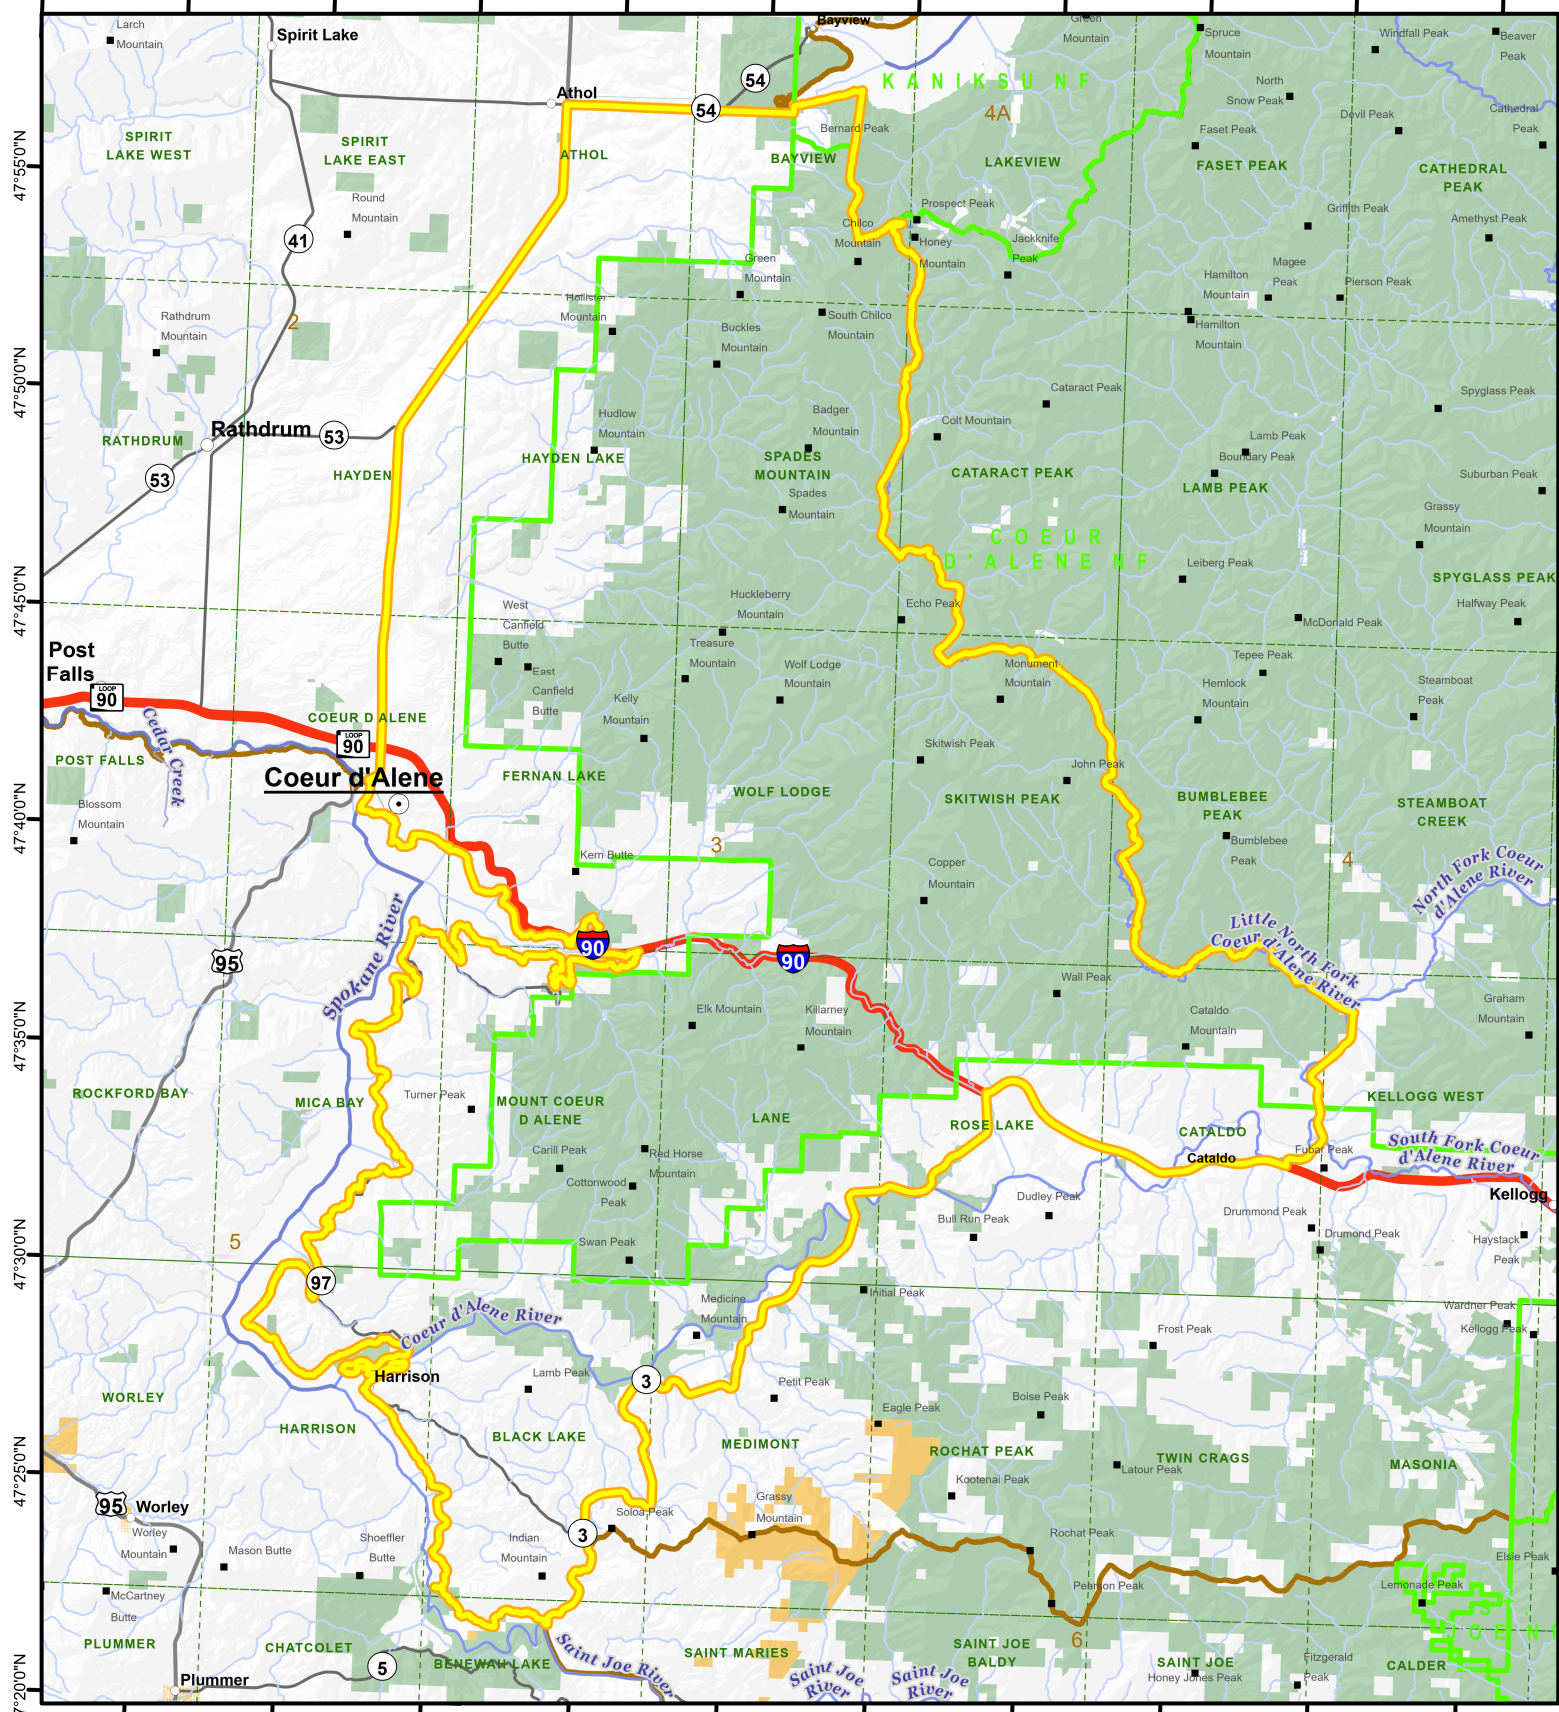 Larch
Mountain
Spirit Lake
Bayview
Green
Mountain
Spruce
Mountain
Windfall Peak
Beaver
Peak
KANIKSU NF
54
North
Snow Peak
Athol
54
4A
Devil Peak
Cathedral
Peak
Bernard Peak
Faset Peak
SPIRIT
LAKE WEST
SPIRIT
LAKE EAST
ATHOL
BAYVIEW
LAKEVIEW
FASET PEAK
CATHEDRAL
PEAK
47°55'0"N
Round
Mountain
Prospect Peak
Griffith Peak
Amethyst Peak
41
Chilco
Mountain
Honey
Mountain
Jackknife
Peak
Green
Mountain
Hamilton
Mountain
Magee
Peak
Pierson Peak
Hollister
Mountain
2
Rathdrum
Mountain
South Chilco
Mountain
Buckles
Mountain
Hamilton
Mountain
47°50'0"N
Cataract Peak
Spyglass Peak
Hudlow
Mountain
Badger
Mountain
Colt Mountain
Rathdrum
53
RATHDRUM
Lamb Peak
Boundary Peak
HAYDEN LAKE
SPADES
MOUNTAIN
CATARACT PEAK
LAMB PEAK
Suburban Peak
HAYDEN
53
Spades
Mountain
Grassy
Mountain
COEUR
D'ALENE NF
Leiberg Peak
SPYGLASS PEAK
47°45'0"N
West
Canfield
Butte
Huckleberry
Mountain
Echo Peak
Halfway Peak
McDonald Peak
Post
Falls
Treasure
Mountain
Wolf Lodge
Mountain
Monument
Mountain
Tepee Peak
East
Canfield
Butte
Kelly
Mountain
Hemlock
Mountain
Steamboat
Peak
LOOP
90
Cedar Creek
COEUR D ALENE
LOOP
90
Skitwish Peak
POST FALLS
Coeur d'Alene
FERNAN LAKE
John Peak
WOLF LODGE
SKITWISH PEAK
BUMBLEBEE
PEAK
STEAMBOAT
CREEK
47°40'0"N
Blossom
Mountain
Bumblebee
Peak
Kern Butte
3
4
Copper
Mountain
North Fork Coeur
d'Alene River
Spokane River
Little North Fork
Coeur d'Alene River
90
90
95
Wall Peak
Elk Mountain
Killarney
Mountain
Cataldo
Mountain
Graham
Mountain
47°35'0"N
ROCKFORD BAY
MICA BAY
Turner Peak
MOUNT COEUR
D ALENE
LANE
ROSE LAKE
CATALDO
KELLOGG WEST
South Fork Coeur
d'Alene River
Carill Peak
Red Horse
Mountain
Cataldo
Fubar Peak
Cottonwood
Peak
Kellogg
Dudley Peak
Bull Run Peak
Drummond Peak
Drumond Peak
Haystack
Peak
5
47°30'0"N
Swan Peak
97
Initial Peak
Medicine
Mountain
Coeur d'Alene River
Wardner Peak
Kellogg Peak
Frost Peak
Harrison
Lamb Peak
3
Petit Peak
WORLEY
Boise Peak
Eagle Peak
HARRISON
BLACK LAKE
MEDIMONT
ROCHAT PEAK
TWIN CRAGS
MASONIA
Latour Peak
Kootenai Peak
47°25'0"N
95
Worley
Grassy
Mountain
Soloa Peak
3
Worley
Mountain
Mason Butte
Shoeffler
Butte
Indian
Mountain
Rochat Peak
Elsie Peak
McCartney
Butte
Pearson Peak
Lemonade Peak
PLUMMER
CHATCOLET
BENEWAH LAKE
Saint Joe River
SAINT MARIES
Saint Joe
River
Saint Joe
River
SAINT JOE
BALDY
6
SAINT JOE
Honey Jones Peak
Fitzgerald
Peak
CALDER
5
Plummer
7°20'0"N